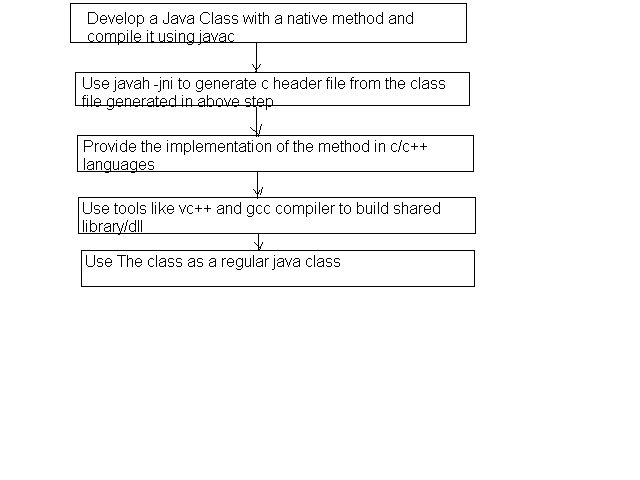 Develop a Java Class with a native method and
compile it using javac
Use javah -jni to generate c header file from the class
file generated in above step
Provide the implementation of the method in c/c++
languages
Use tools like vc++ and gcc compiler to build shared
library/dll
Use The class as a regular java class